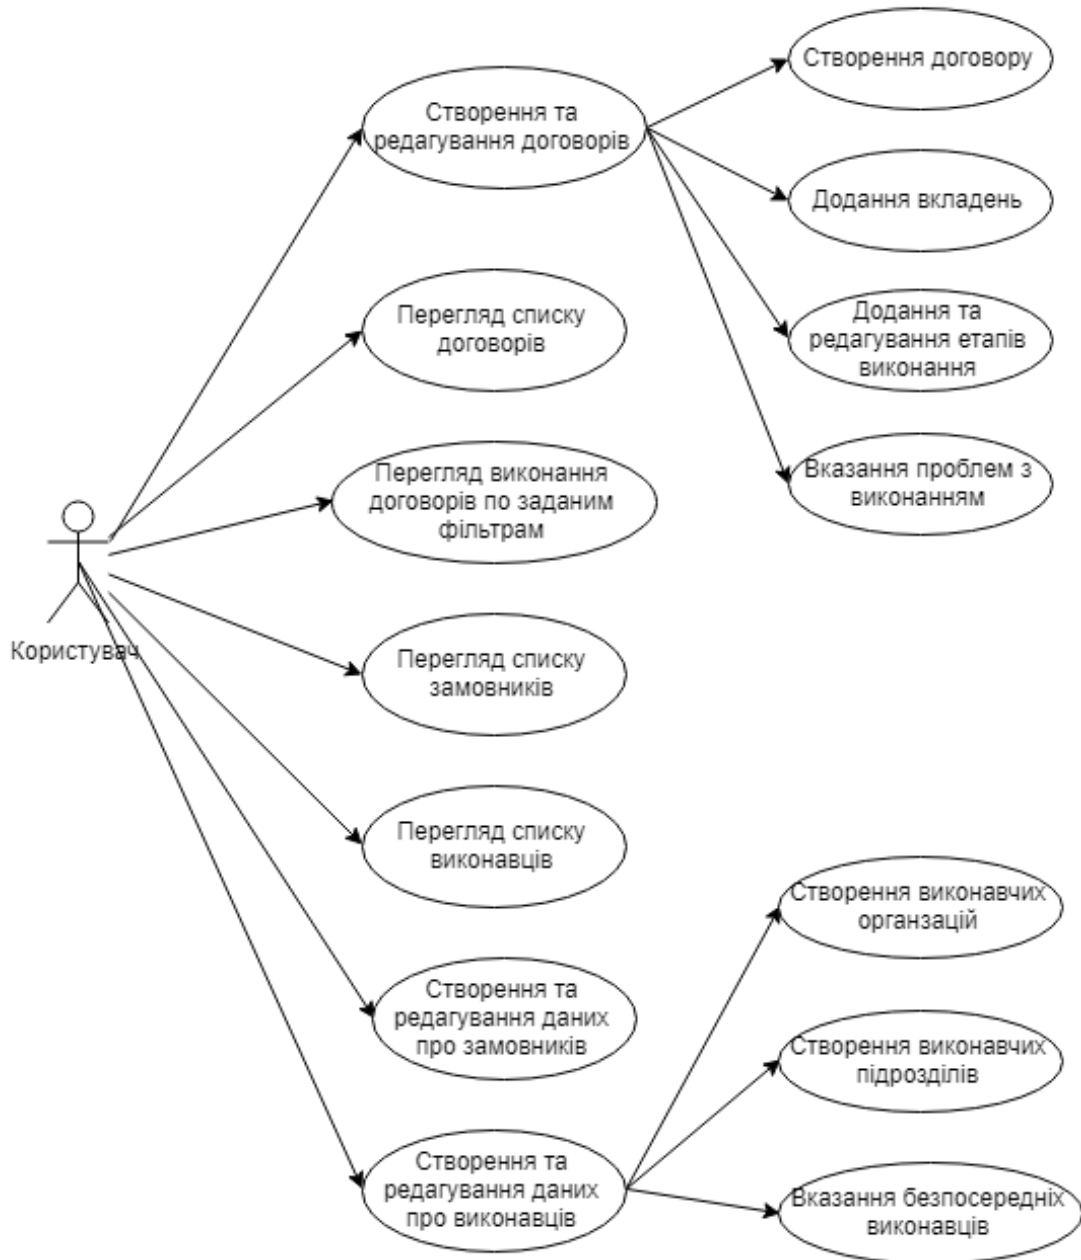 Створення договору
Створення та
редагування договорів
Додання вкладень
Додання та
редагування етапів
виконання
Перегляд списку
договорів
Вказання проблем з
виконанням
Перегляд виконання
договорів по заданим
фільтрам
Користувач
Перегляд списку
замовників
Перегляд списку
виконавців
Створення виконавчих
органзацій
Створення та
редагування даних
про замовників
Створення виконавчих
підрозділів
Створення та
редагування даних
про виконавців
Вказання безпосередніх
виконавців